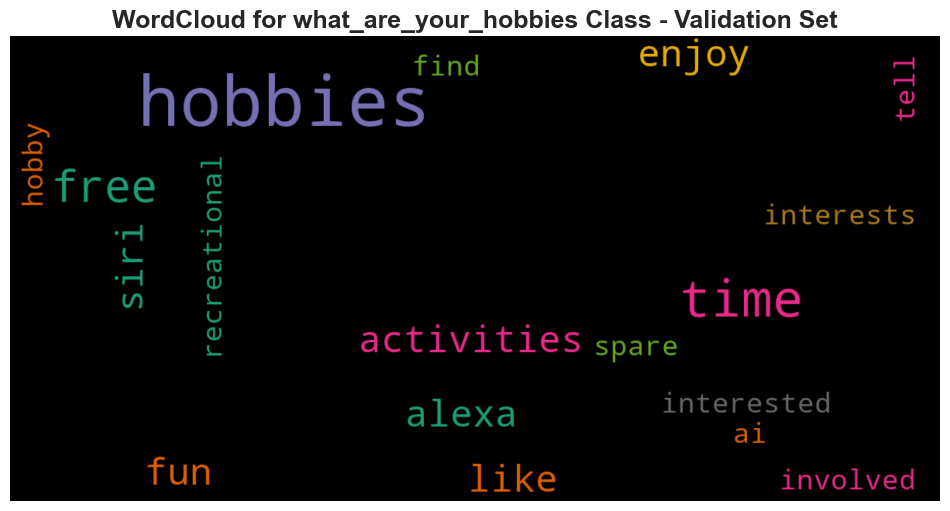 WordCloud for what_are_your_hobbies Class - Validation Set
find
enjoy
tell
hobbies
hobby
free
recreational
interests
siri
time
activities
spare
alexa
interested
ai
fun
like
involved